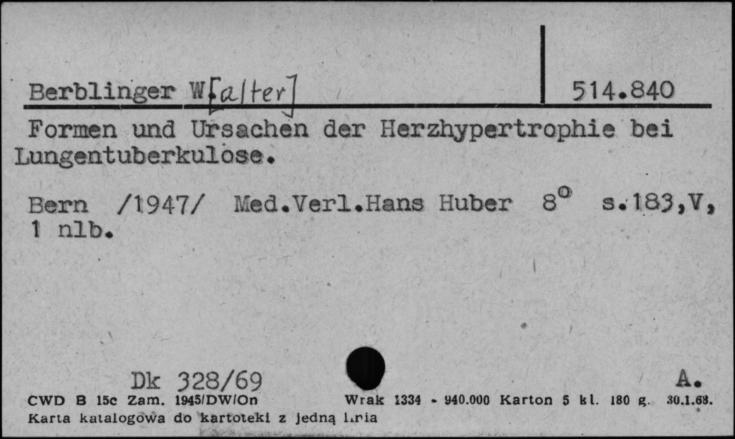 Berblinger W[alter] 514.840
Formen und Ursachen der Herzhypertrophie bei
Lungentuberkulose.
Bern /1947/ Med.Verl.Hans Huber 8° s.183,V,
1 nlb.
Dk 328/69 A.
CWD B 15c Zam. 1945/DW/On Wrak 1334 - 940.000 Karton 5 kl. 180 g. 30.1.68.
Karta katalogowa do kartoteki z jedną linia